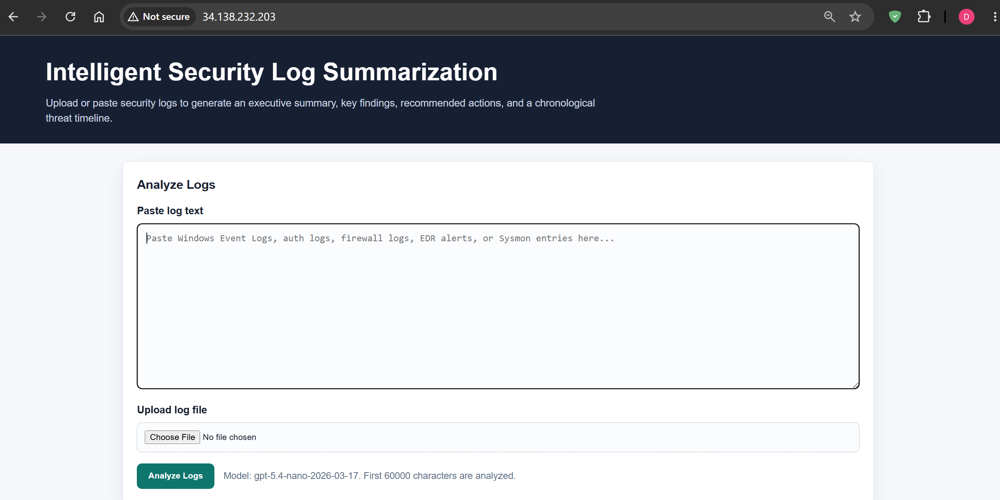 Not secure 34.138.232.203
D
Intelligent Security Log Summarization
Upload or paste security logs to generate an executive summary, key findings, recommended actions, and a chronological
threat timeline.
Analyze Logs
Paste log text
Paste Windows Event Logs, auth logs, firewall logs, EDR alerts, or Sysmon entries here...
Upload log file
Choose File No file chosen
Analyze Logs Model: gpt-5.4-nano-2026-03-17. First 60000 characters are analyzed.